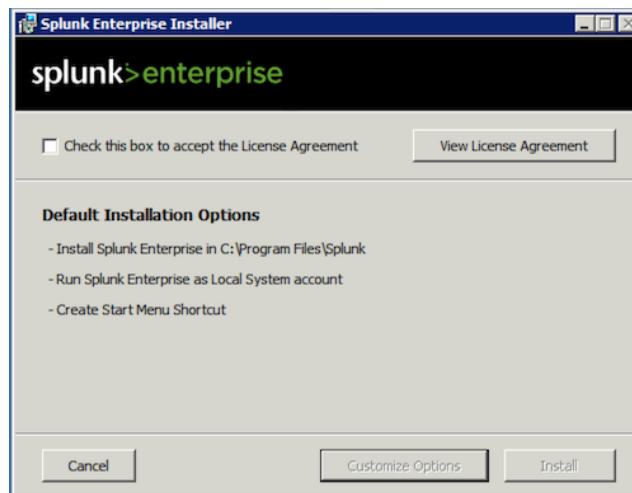 Splunk Enterprise Installer
splunk>enterprise
Check this box to accept the License Agreement
View License Agreement
Default Installation Options
- Install Splunk Enterprise in C:\Program Files\Splunk
- Run Splunk Enterprise as Local System account
- Create Start Menu Shortcut
Cancel
Customize Options
Install